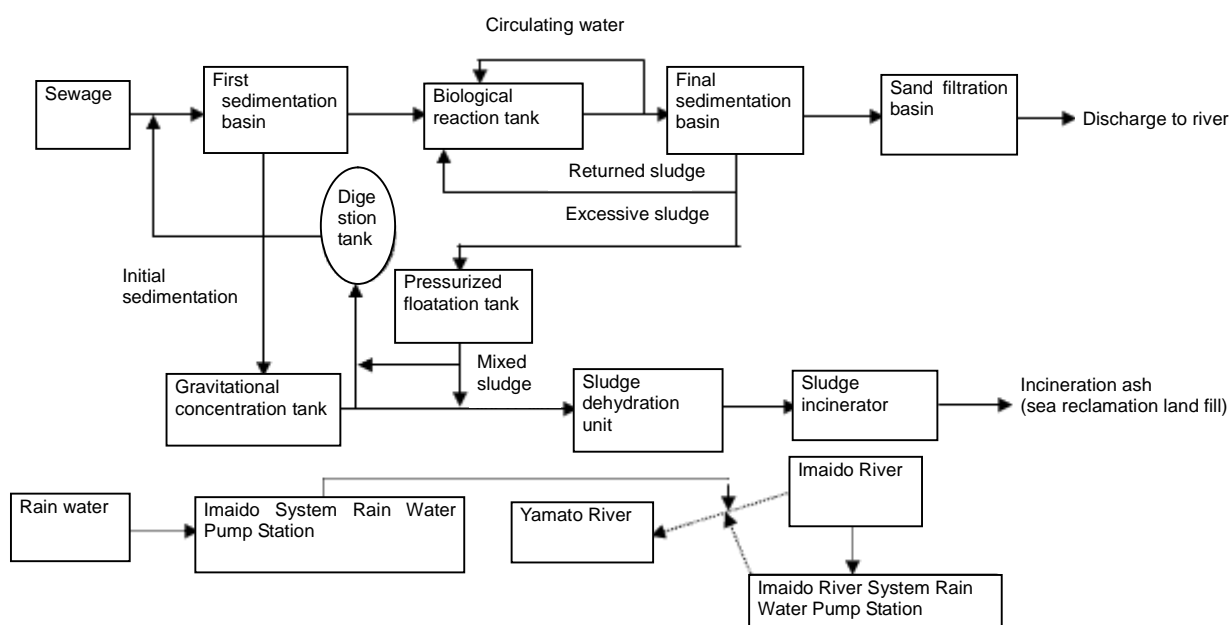 Circulating water
Sewage
First
sedimentation
basin
Biological
reaction tank
Final
sedimentation
basin
Sand filtration
basin
Discharge to river
Returned sludge
Excessive sludge
Dige
stion
tank
Initial
sedimentation
Pressurized
floatation tank
Mixed
sludge
Gravitational
concentration tank
Sludge
dehydration
unit
Sludge
incinerator
Incineration ash
(sea reclamation land fill)
Rain water
Imaido System Rain Water
Pump Station
Yamato River
Imaido River
Imaido River System Rain
Water Pump Station